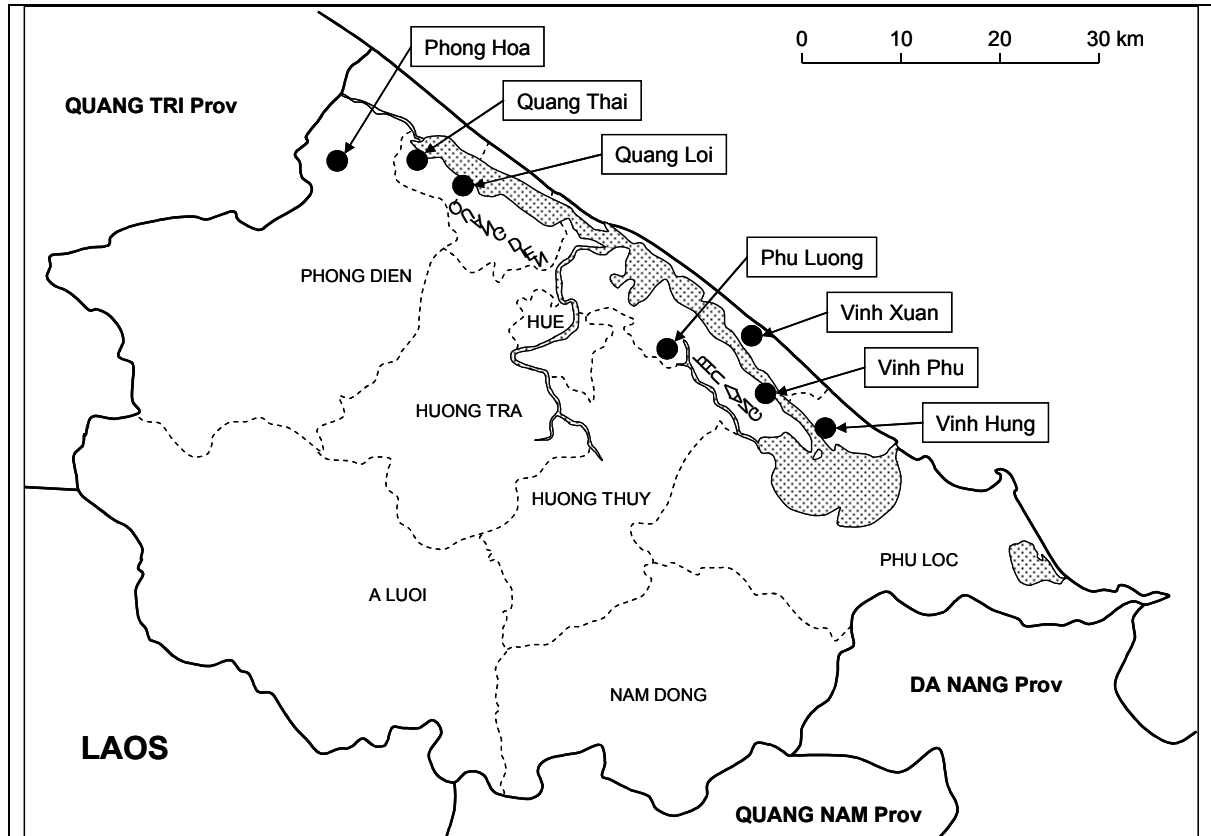 Phong Hoa
0 10 20 30 km
QUANG TRI Prov
Quang Thai
Quang Loi
QUANG DIEN
PHONG DIEN
Phu Luong
Vinh Xuan
HUE
Vinh Phu
HUONG TRA
Vinh Hung
HUONG THUY
PHU LOC
A LUOI
NAM DONG
DA NANG Prov
LAOS
QUANG NAM Prov